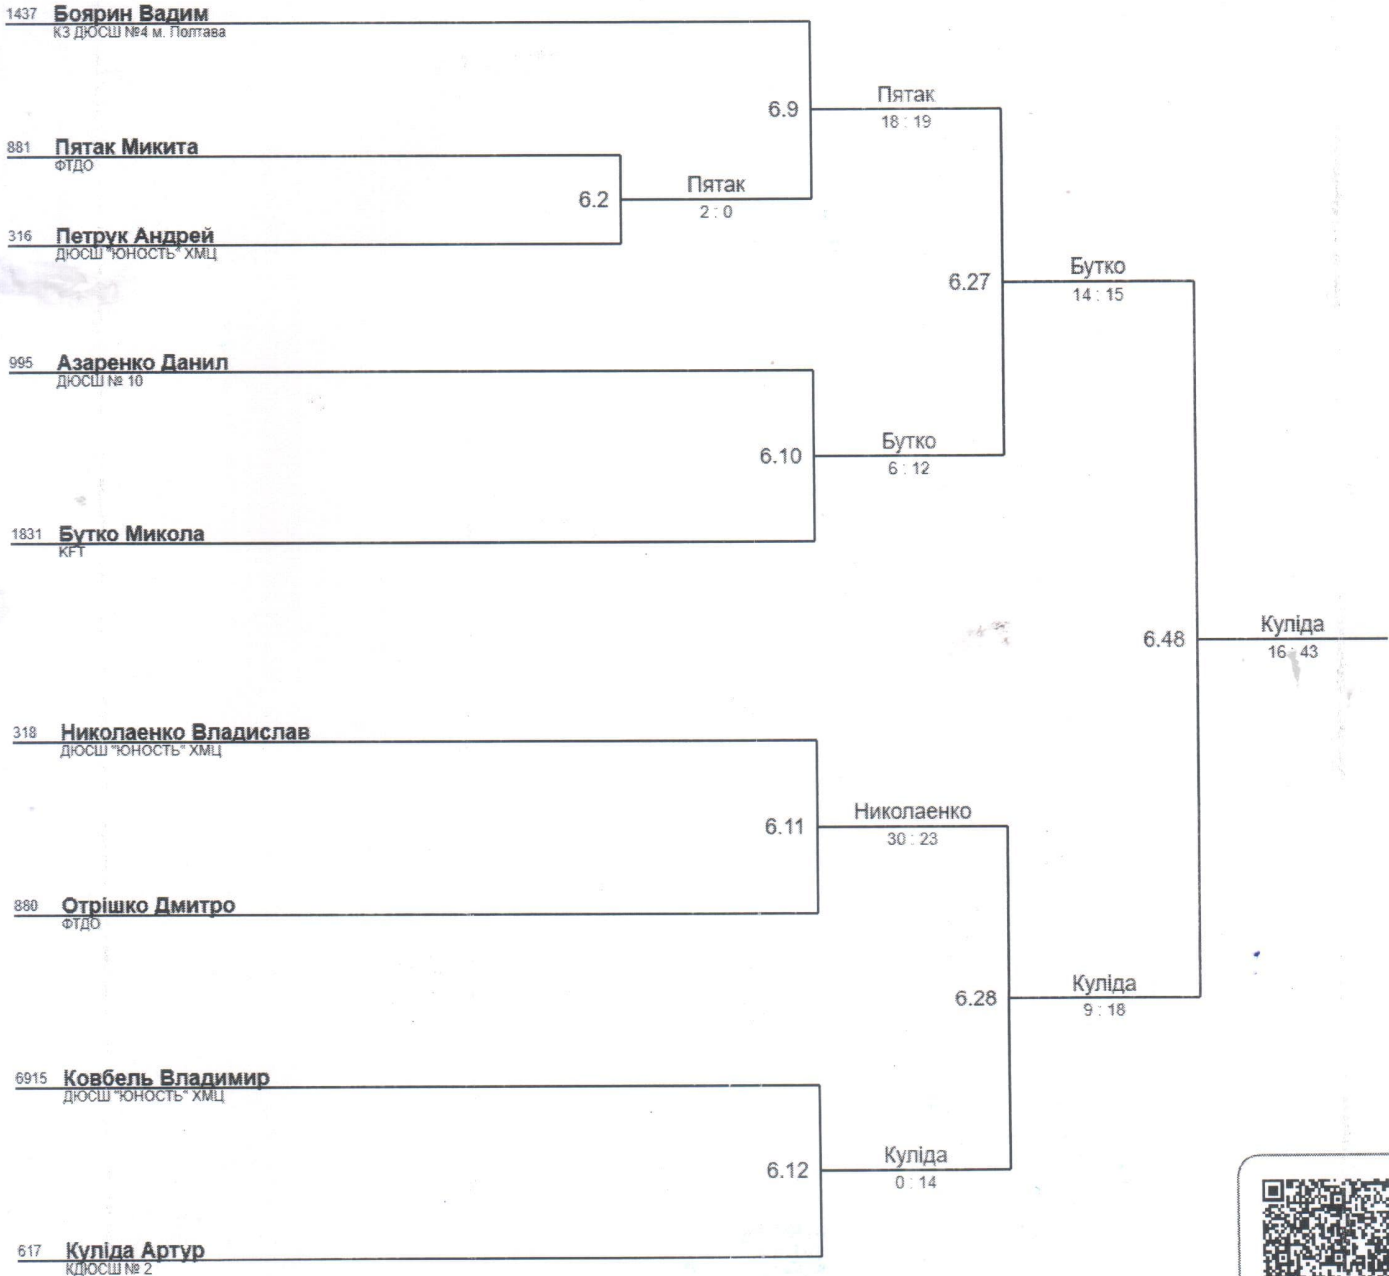 1437 Боярин Вадим
КЗ ДЮСШ №4 м. Полтава
6.9
Пятак
18 : 19
881 Пятак Микита
ФТДО
6.2
Пятак
2 : 0
316 Петрук Андрей
ДЮСШ "ЮНОСТЬ" ХМЦ
6.27
Бутко
14 : 15
995 Азаренко Данил
ДЮСШ № 10
6.10
Бутко
6 : 12
1831 Бутко Микола
KFT
6.48
Куліда
16 : 43
318 Николаенко Владислав
ДЮСШ "ЮНОСТЬ" ХМЦ
6.11
Николаенко
30 : 23
880 Отрішко Дмитро
ФТДО
6.28
Куліда
9 : 18
6915 Ковбель Владимир
ДЮСШ "ЮНОСТЬ" ХМЦ
6.12
Куліда
0 : 14
617 Куліда Артур
КДЮСШ № 2